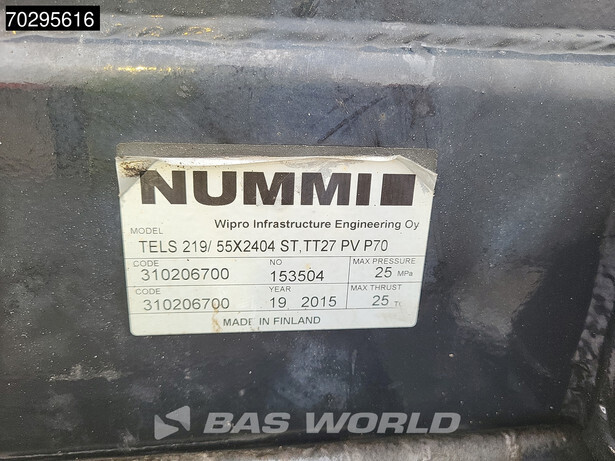 70295616
NUMMI
Wipro Infrastructure Engineering Oy
MODEL
TELS 219/ 55X2404 ST,TT27 PV P70
CODE NO MAX PRESSURE
310206700 153504 25 MPa
CODE YEAR MAX THRUST
310206700 19 2015 25
MADE IN FINLAND
BAS WORLD